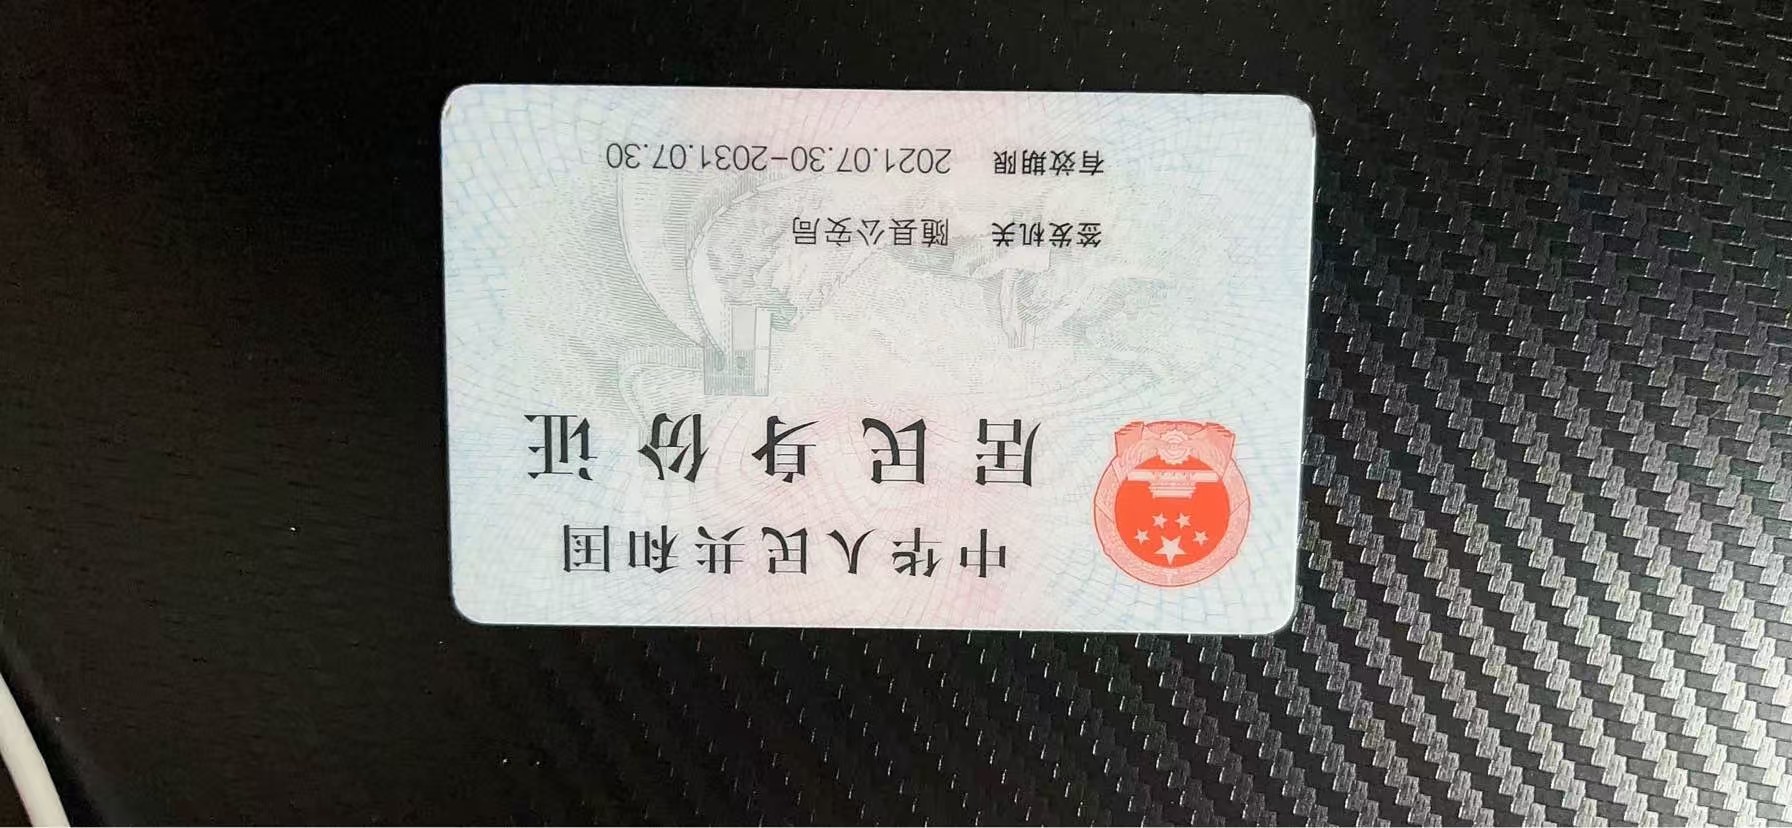 中华人民共和国
居民身份证
签发机关 随县公安局
有效期限 2021.07.30-2031.07.30